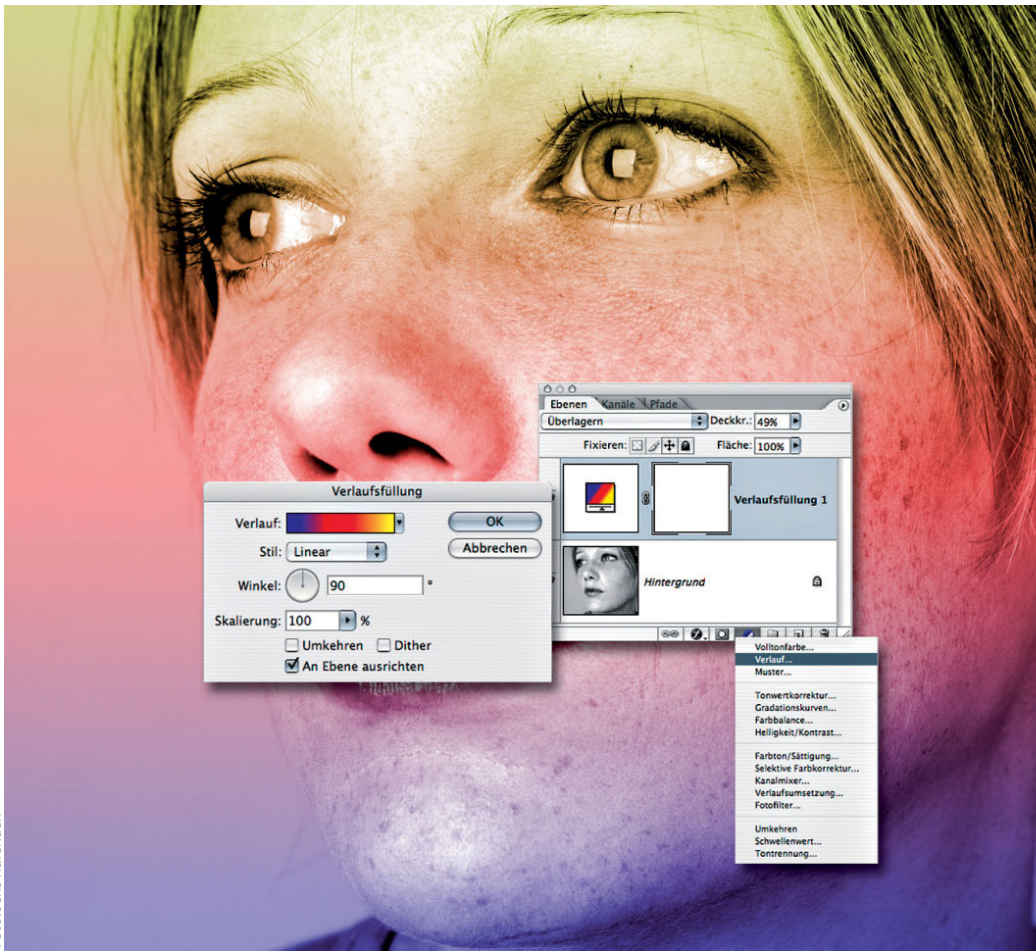 Ebenen Kanäle Pfade
Überlagern Deckkr.: 49%
Fixieren: Fläche: 100%
Verlaufsfüllung 1
Hintergrund
Verlaufsfüllung
Verlauf: OK
Stil: Linear Abbrechen
Winkel: 90 °
Skalierung: 100 %
Umkehren Dither
An Ebene ausrichten
Volltonfarbe...
Verlauf...
Muster...
Tonwertkorrektur...
Gradationskurven...
Farbbalance...
Helligkeit/Kontrast...
Farbton/Sättigung...
Selektive Farbkorrektur...
Kanalmixer...
Verlaufsumsetzung...
Fotofilter...
Umkehren
Schwellenwert...
Tontrennung...